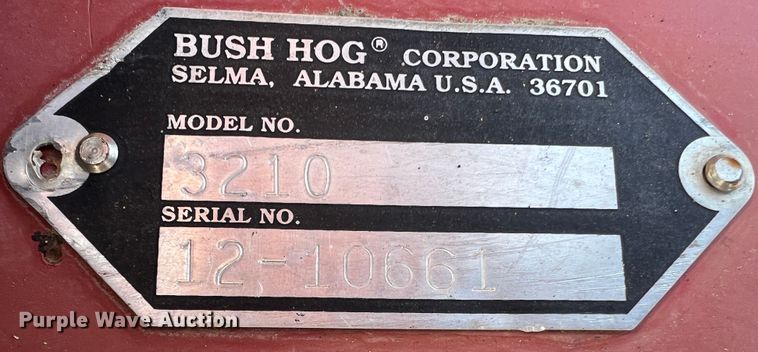 BUSH HOG® CORPORATION
SELMA, ALABAMA U.S.A. 36701
MODEL NO.
3210
SERIAL NO.
12-10661
Purple Wave Auction